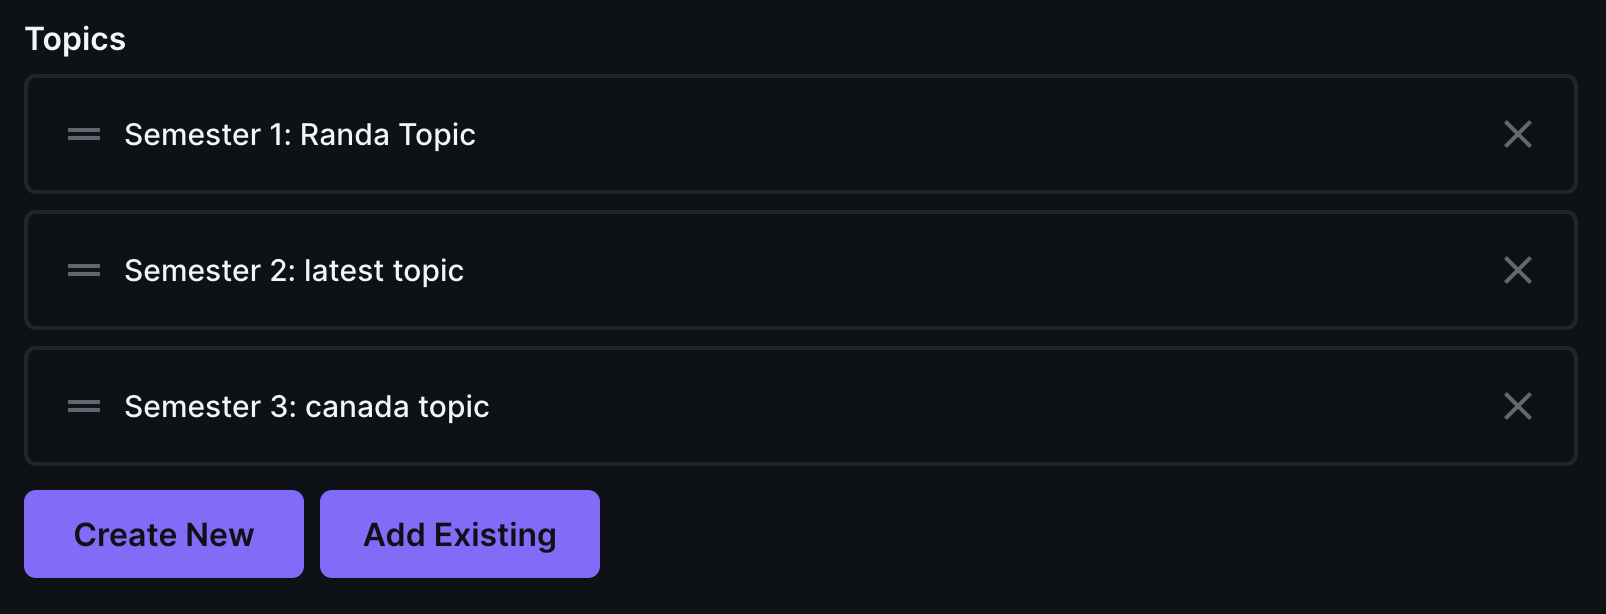 Topics
Semester 1: Randa Topic
Semester 2: latest topic
Semester 3: canada topic
Create New
Add Existing